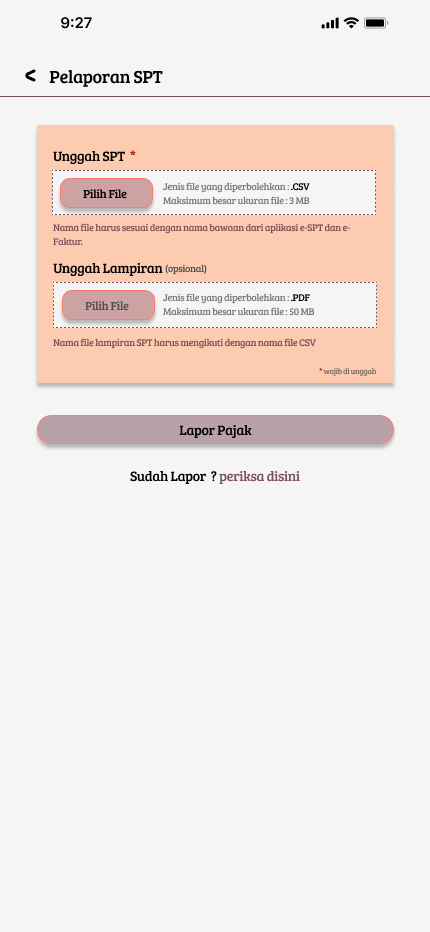 9:27
< Pelaporan SPT
Unggah SPT *
Pilih File
Jenis file yang diperbolehkan : .CSV
Maksimum besar ukuran file : 3 MB
Nama file harus sesuai dengan nama bawaan dari aplikasi e-SPT dan e-
Faktur.
Unggah Lampiran (opsional)
Pilih File
Jenis file yang diperbolehkan : .PDF
Maksimum besar ukuran file : 50 MB
Nama file lampiran SPT harus mengikuti dengan nama file CSV
* wajib di unggah
Lapor Pajak
Sudah Lapor ? periksa disini